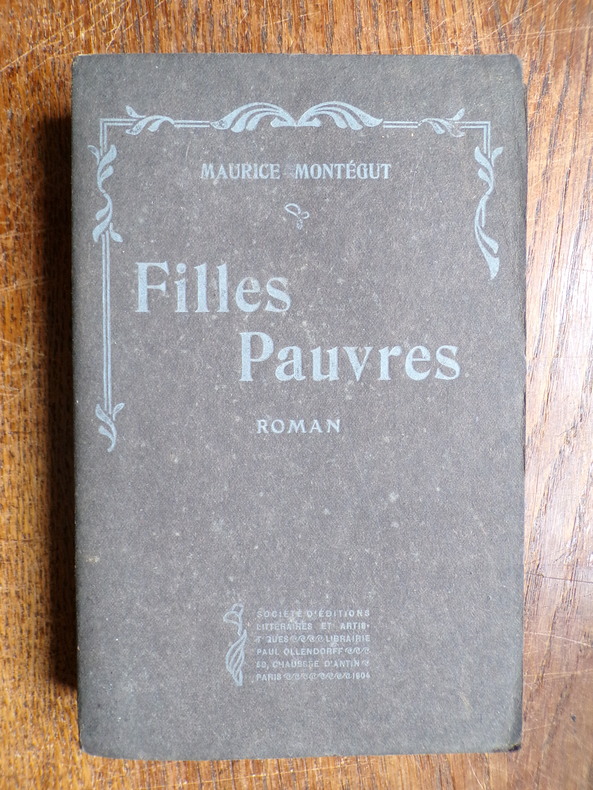 MAURICE MONTÉGUT
Filles
Pauvres
ROMAN
SOCIÉTÉ D'ÉDITIONS
LITTÉRAIRES ET ARTIS-
TIQUES LIBRAIRIE
PAUL OLLENDORFF
50, CHAUSSÉE D'ANTIN
PARIS 1904